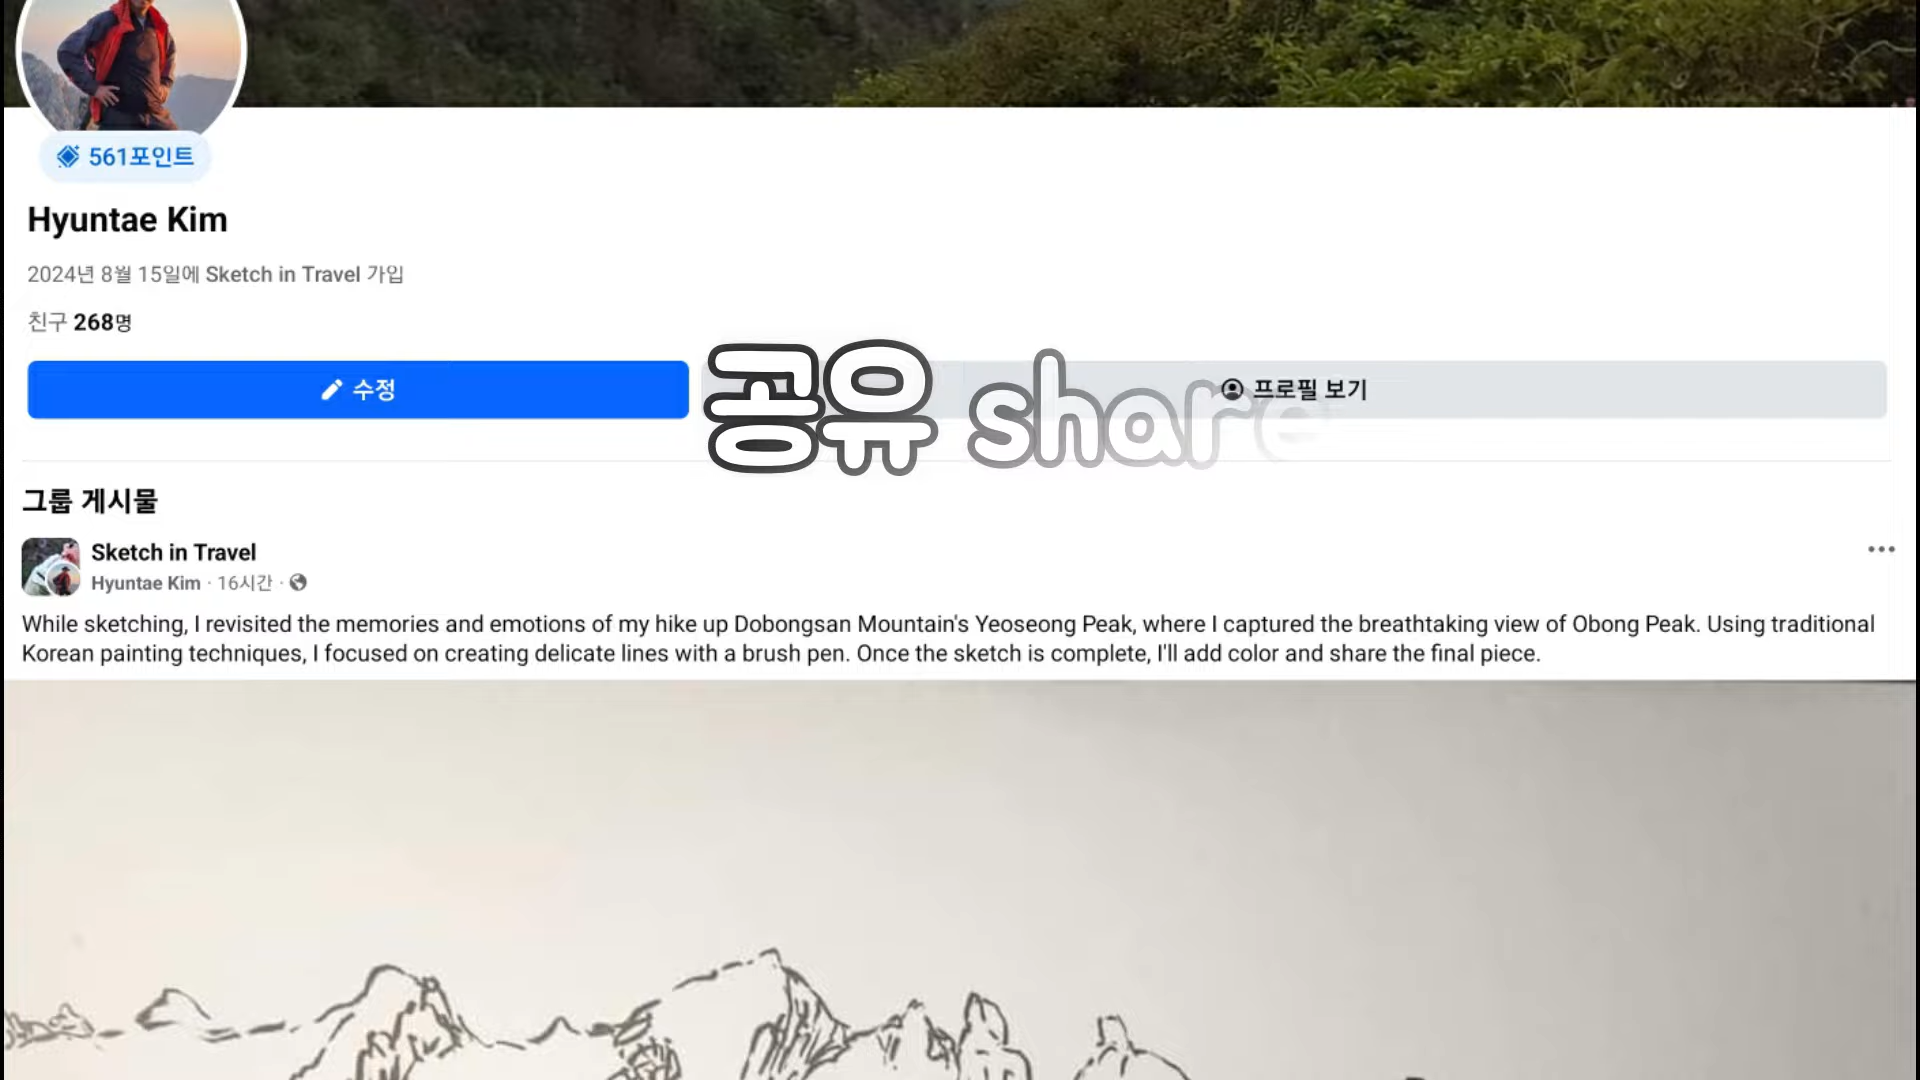 561포인트
Hyuntae Kim
2024년 8월 15일에 Sketch in Travel 가입
친구 268명
수정
프로필 보기
공유 share
그룹 게시물
Sketch in Travel
Hyuntae Kim · 16시간 ·
While sketching, I revisited the memories and emotions of my hike up Dobongsan Mountain's Yeoseong Peak, where I captured the breathtaking view of Obong Peak. Using traditional
Korean painting techniques, I focused on creating delicate lines with a brush pen. Once the sketch is complete, I'll add color and share the final piece.